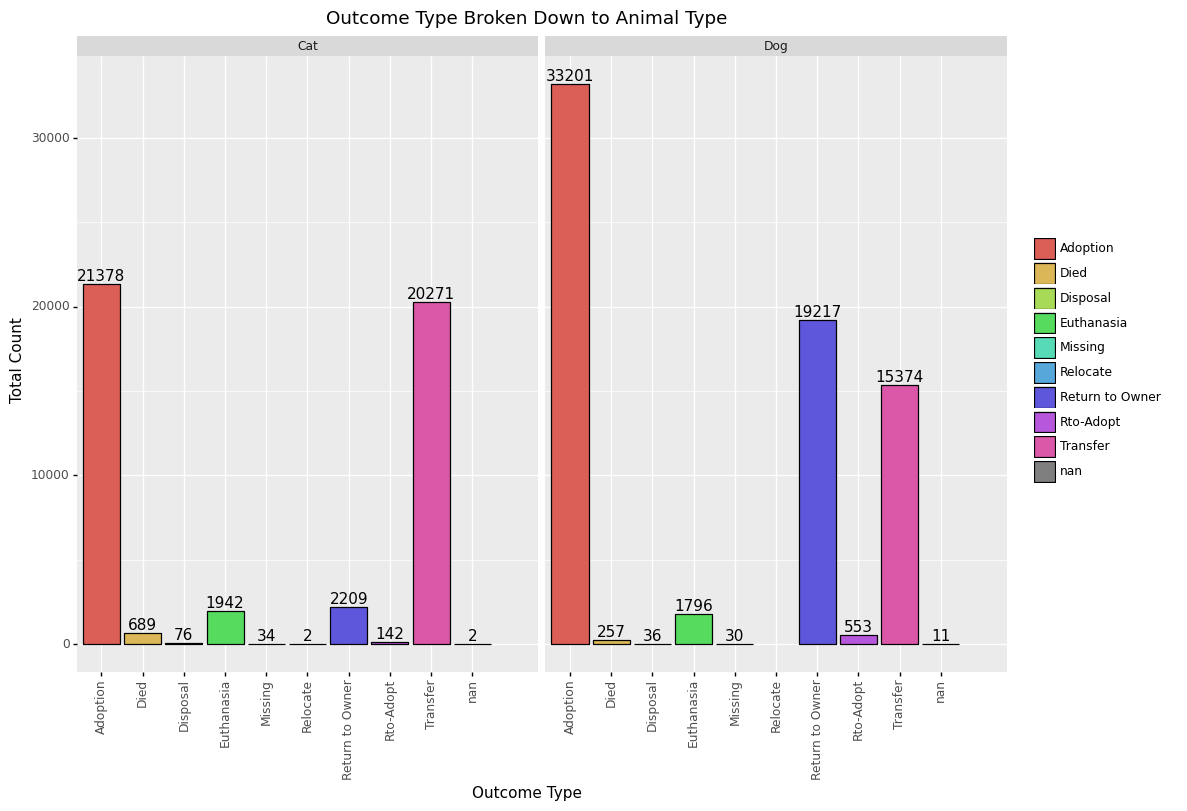 Outcome Type Broken Down to Animal Type
Cat
Dog
Total Count
30000
20000
10000
0
21378
689
76
1942
34
2
2209
142
20271
2
33201
257
36
1796
30
19217
553
15374
11
Adoption
Died
Disposal
Euthanasia
Missing
Relocate
Return to Owner
Rto-Adopt
Transfer
nan
Adoption
Died
Disposal
Euthanasia
Missing
Relocate
Return to Owner
Rto-Adopt
Transfer
nan
Outcome Type
Adoption
Died
Disposal
Euthanasia
Missing
Relocate
Return to Owner
Rto-Adopt
Transfer
nan